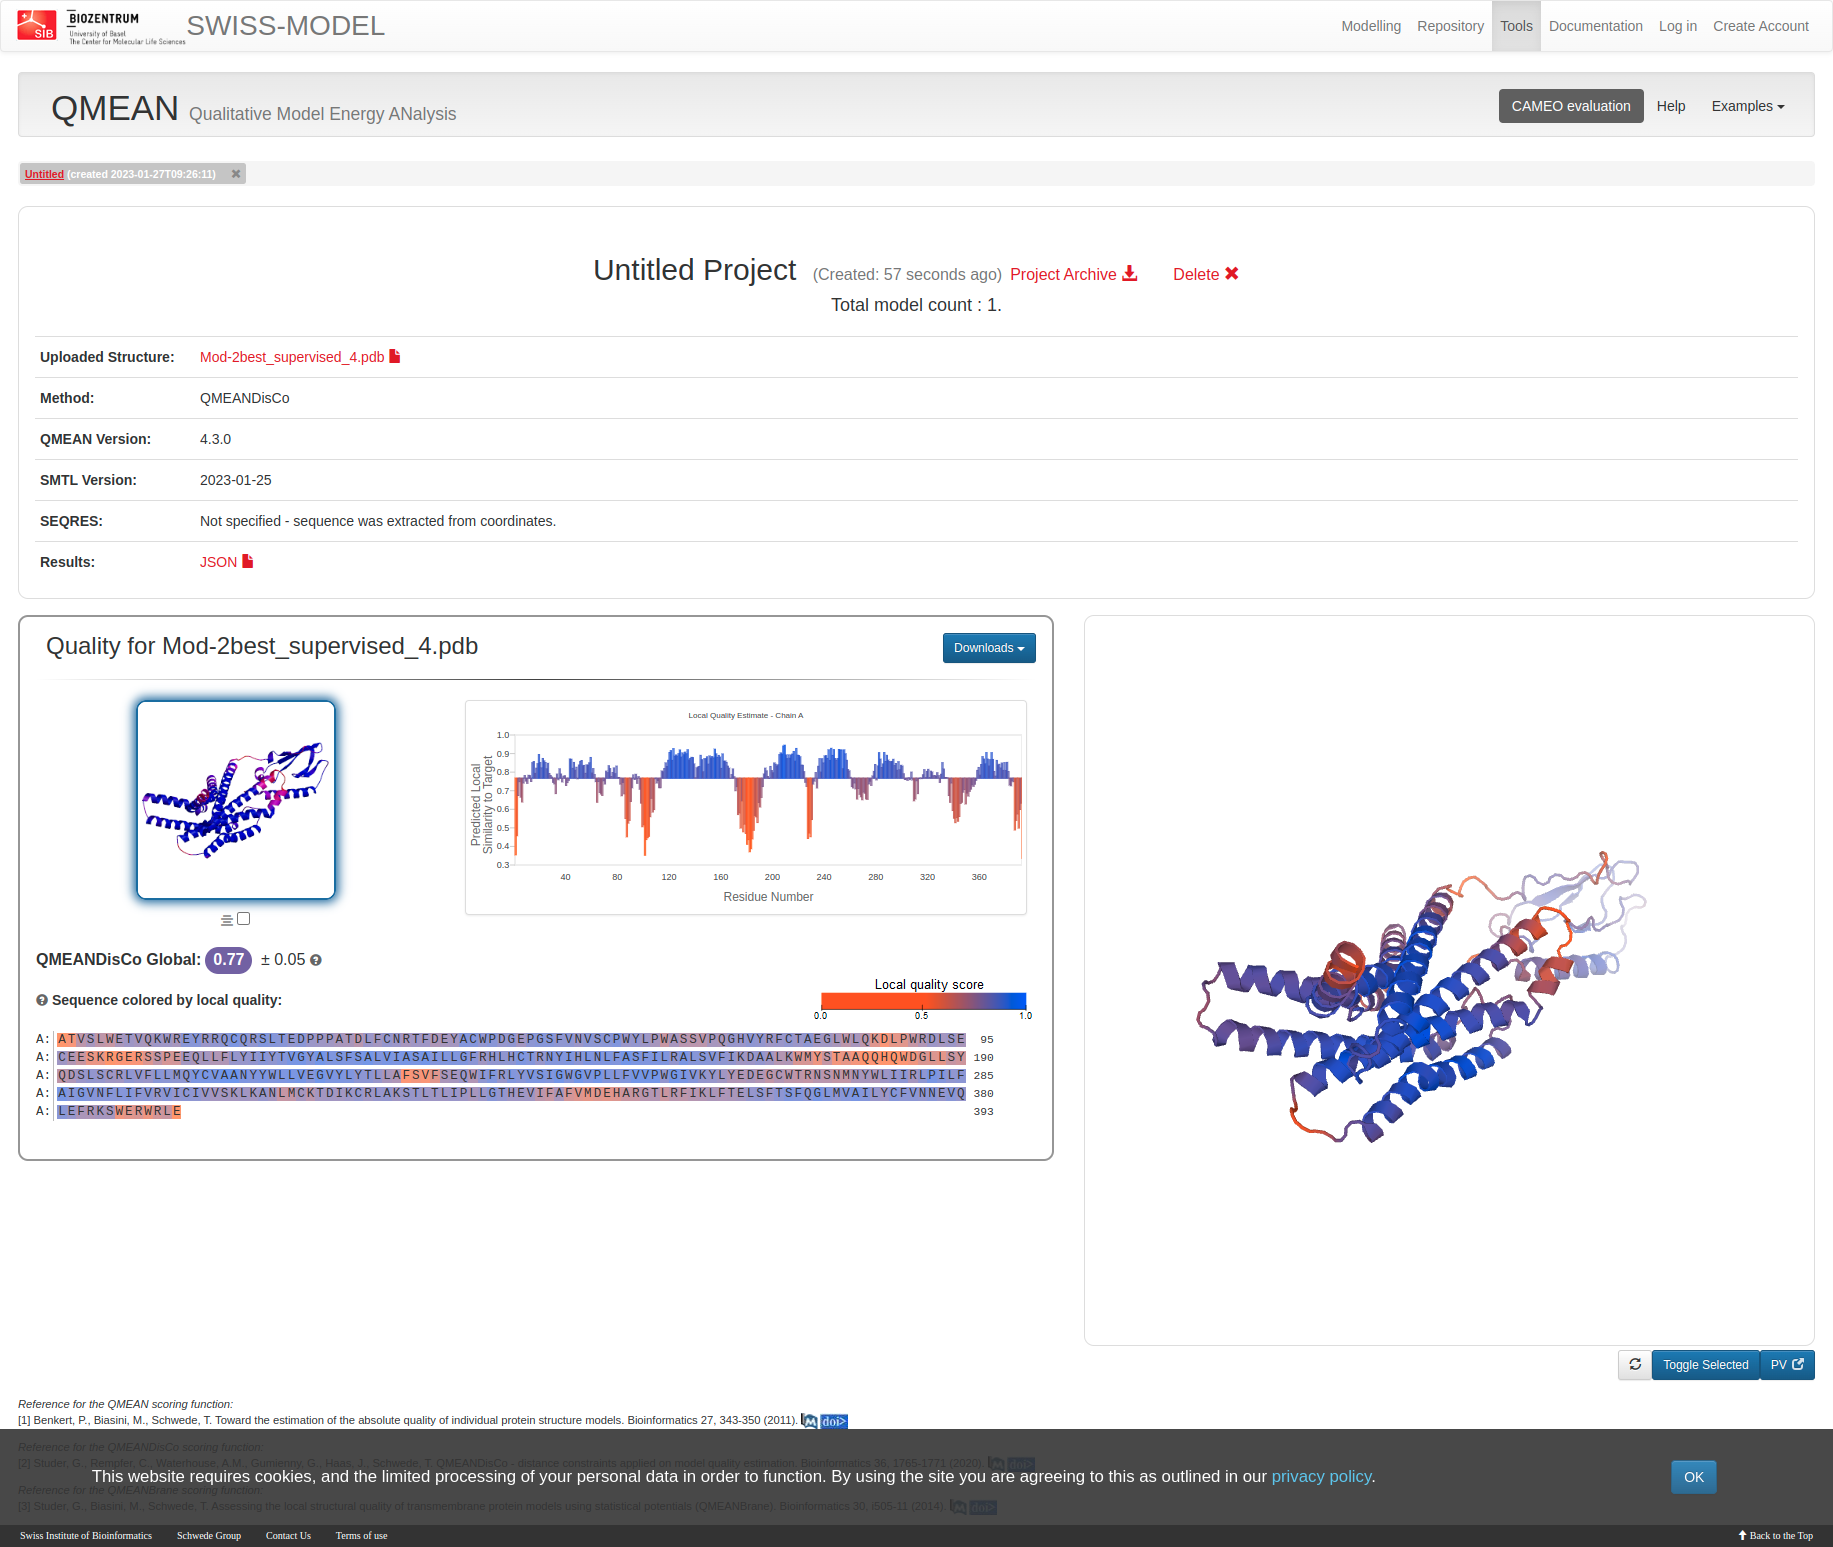 SIB
BIOZENTRUM
University of Basel
The Center for Molecular Life Sciences
SWISS-MODEL
Modelling Repository Tools Documentation Log in Create Account
QMEAN Qualitative Model Energy ANalysis
CAMEO evaluation Help Examples
Untitled (created 2023-01-27T09:26:11)
Untitled Project (Created: 57 seconds ago) Project Archive Delete
Total model count : 1.
Uploaded Structure: Mod-2best_supervised_4.pdb
Method: QMEANDisCo
QMEAN Version: 4.3.0
SMTL Version: 2023-01-25
SEQRES: Not specified - sequence was extracted from coordinates.
Results: JSON
Quality for Mod-2best_supervised_4.pdb
Downloads
Local Quality Estimate - Chain A
Predicted Local
Similarity to Target
1.0
0.9
0.8
0.7
0.6
0.5
0.4
0.3
40 80 120 160 200 240 280 320 360
Residue Number
QMEANDisCo Global: 0.77 ± 0.05
Sequence colored by local quality:
Local quality score
0.0 0.5 1.0
A: ATVSLWETVQKWREYRRQCQRSLTEDPPPATDLFCNRTFDEYACWPDGEPGSFVNVSCPWYLPWASSVPQGHVYRFCTAEGLWLQKDLPWRDLSE 95
A: CEESKRGERSSPEEQLLFLYIIYTVGYALSFSALVIASAILLGFRHLHCTRNYIHLNLFASFILRALSVFIKDAALKWMYSTAAQQHQWDGLLSY 190
A: QDSLSCRLVFLLMQYCVAANYYWLLVEGVYLYTLLAFSVFSEQWIFRLYVSIGWGVPLLFVVPWGIVKYLYEDEGCWTRNSNMNYWLIIRLPILF 285
A: AIGVNFLIFVRVICIVVSKLKANLMCKTDIKCRLAKSTLTLIPLLGTHEVIFAFVMDEHARGTLRFIKLFTELSFTSFQGLMVAILYCFVNNEVQ 380
A: LEFRKSWERWRLE 393
Toggle Selected PV
Reference for the QMEAN scoring function:
[1] Benkert, P., Biasini, M., Schwede, T. Toward the estimation of the absolute quality of individual protein structure models. Bioinformatics 27, 343-350 (2011). M doi>
Reference for the QMEANDisCo scoring function:
[2] Studer, G., Rempfer, C., Waterhouse, A.M., Gumienny, G., Haas, J., Schwede, T. QMEANDisCo - distance constraints applied on model quality estimation. Bioinformatics 36, 1765-1771 (2020). M doi>
This website requires cookies, and the limited processing of your personal data in order to function. By using the site you are agreeing to this as outlined in our privacy policy. OK
Reference for the QMEANBrane scoring function:
[3] Studer, G., Biasini, M., Schwede, T. Assessing the local structural quality of transmembrane protein models using statistical potentials (QMEANBrane). Bioinformatics 30, i505-11 (2014). M doi>
Swiss Institute of Bioinformatics Schwede Group Contact Us Terms of use Back to the Top